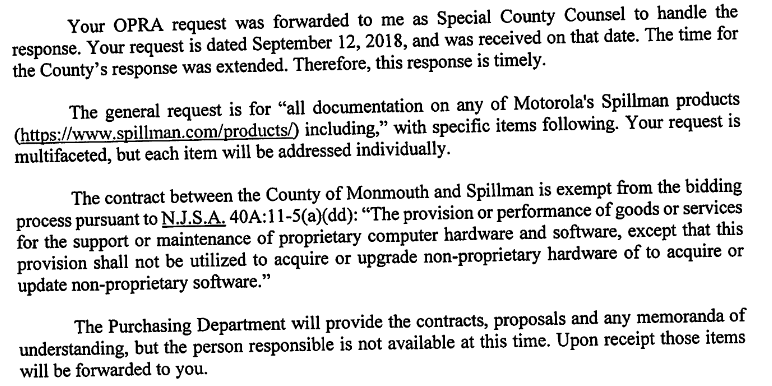 Your OPRA request was forwarded to me as Special County Counsel to handle the
response. Your request is dated September 12, 2018, and was received on that date. The time for
the County's response was extended. Therefore, this response is timely.
The general request is for “all documentation on any of Motorola's Spillman products
(https://www.spillman.com/products/) including,” with specific items following. Your request is
multifaceted, but each item will be addressed individually.
The contract between the County of Monmouth and Spillman is exempt from the bidding
process pursuant to N.J.S.A. 40A:11-5(a)(dd): “The provision or performance of goods or services
for the support or maintenance of proprietary computer hardware and software, except that this
provision shall not be utilized to acquire or upgrade non-proprietary hardware of to acquire or
update non-proprietary software.”
The Purchasing Department will provide the contracts, proposals and any memoranda of
understanding, but the person responsible is not available at this time. Upon receipt those items
will be forwarded to you.